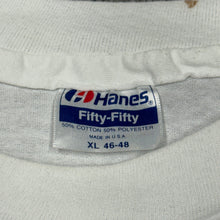 Hanes
Fifty-Fifty
50% COTTON 50% POLYESTER
MADE IN U.S.A.
XL 46-48